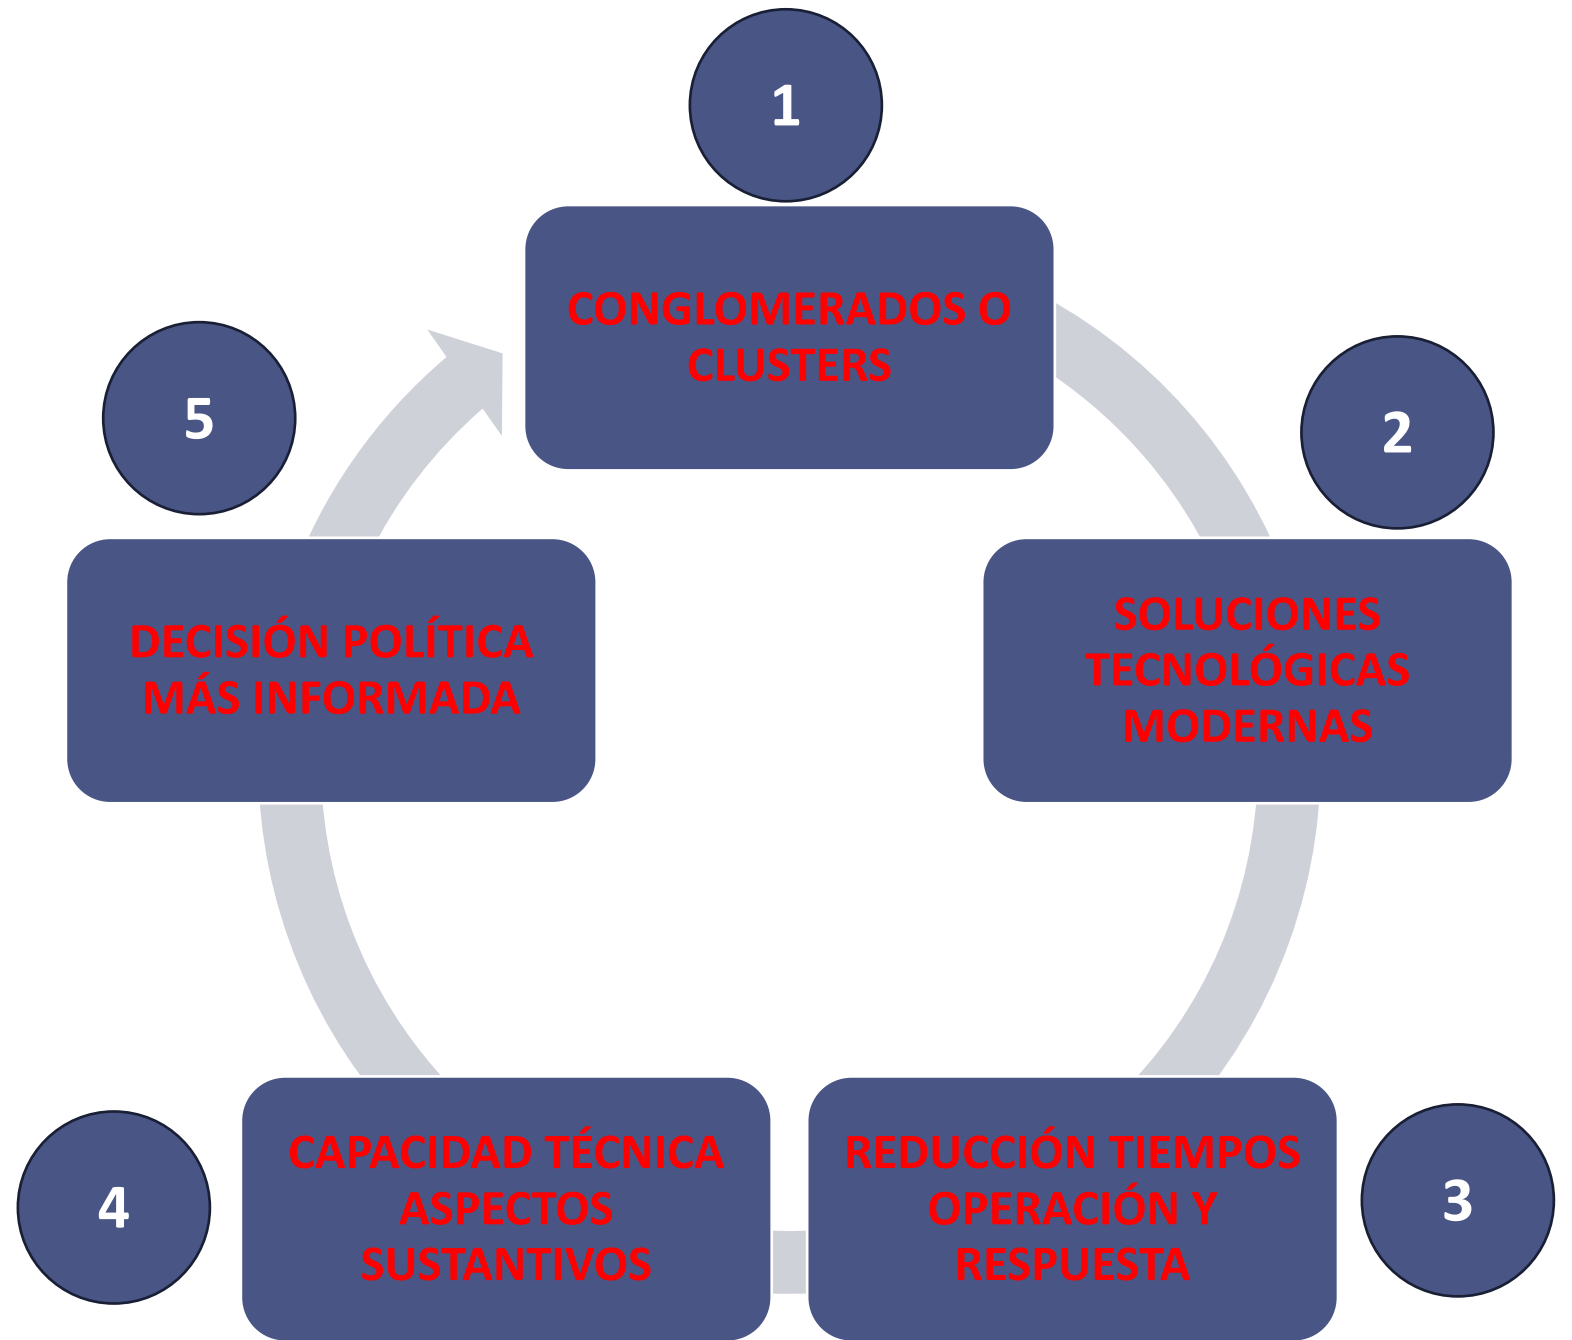 1
CONGLOMERADOS O
CLUSTERS
2
SOLUCIONES
TECNOLÓGICAS
MODERNAS
3
REDUCCIÓN TIEMPOS
OPERACIÓN Y
RESPUESTA
4
CAPACIDAD TÉCNICA
ASPECTOS
SUSTANTIVOS
5
DECISIÓN POLÍTICA
MÁS INFORMADA